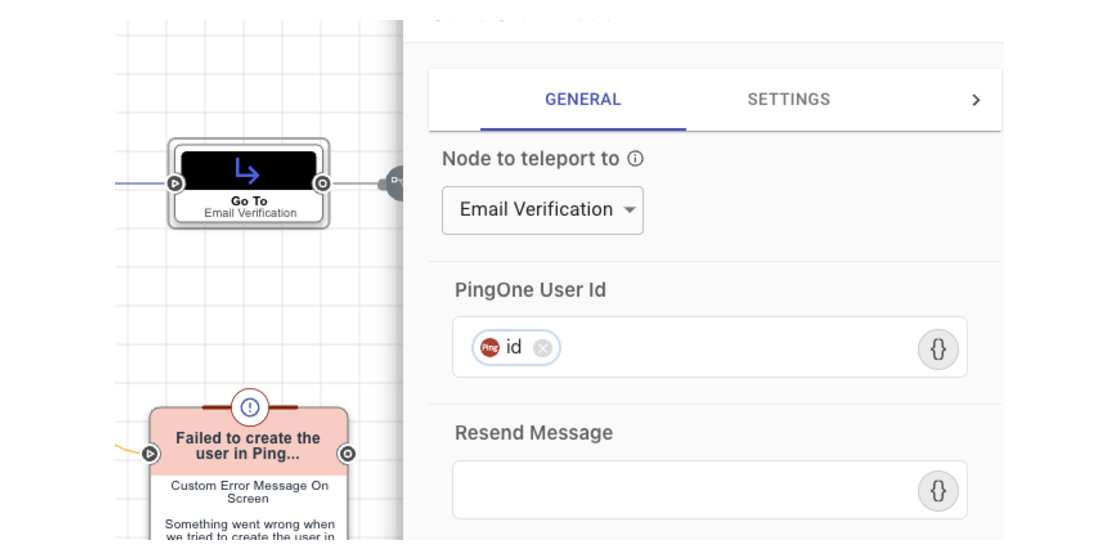 GENERAL
SETTINGS
Node to teleport to
Email Verification
PingOne User Id
Ping
id
{}
Resend Message
{}
Go To
Email Verification
Failed to create the
user in Ping...
Custom Error Message On
Screen
Something went wrong when
we tried to create the user in